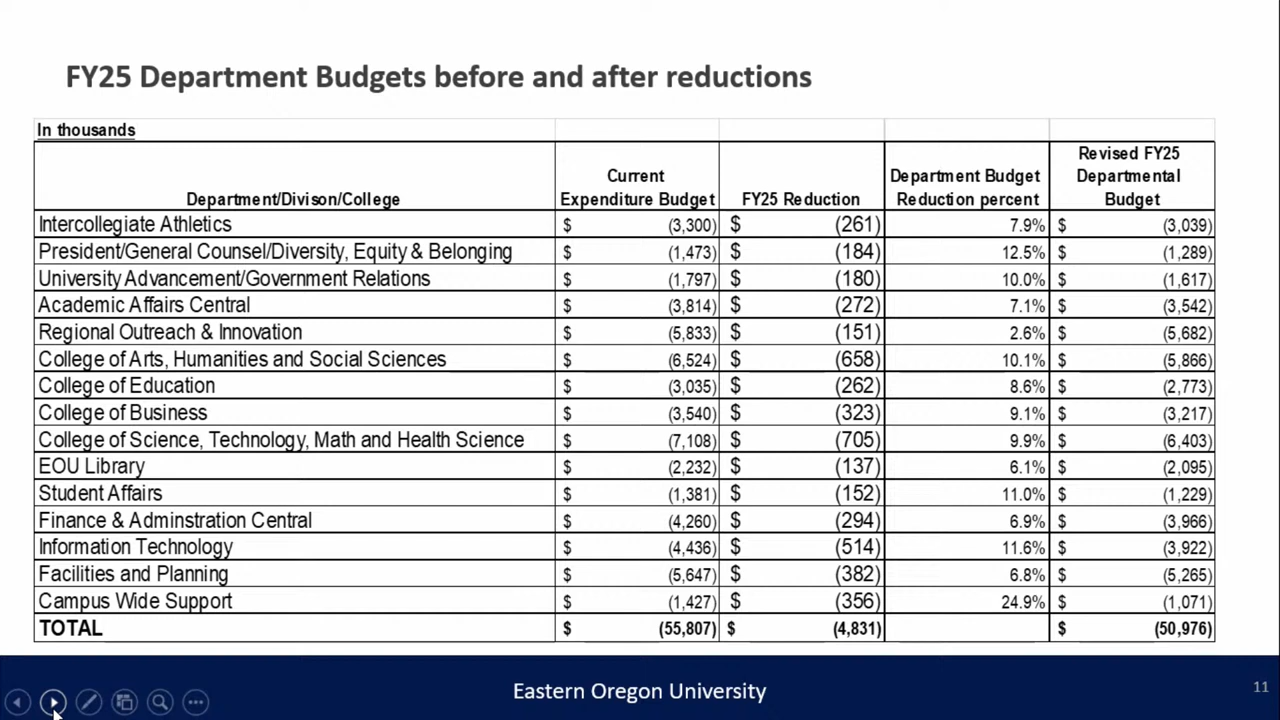 FY25 Department Budgets before and after reductions
In thousands
Department/Divison/College Current Expenditure Budget FY25 Reduction Department Budget Reduction percent Revised FY25 Departmental Budget
Intercollegiate Athletics $ (3,300) $ (261) 7.9% $ (3,039)
President/General Counsel/Diversity, Equity & Belonging $ (1,473) $ (184) 12.5% $ (1,289)
University Advancement/Government Relations $ (1,797) $ (180) 10.0% $ (1,617)
Academic Affairs Central $ (3,814) $ (272) 7.1% $ (3,542)
Regional Outreach & Innovation $ (5,833) $ (151) 2.6% $ (5,682)
College of Arts, Humanities and Social Sciences $ (6,524) $ (658) 10.1% $ (5,866)
College of Education $ (3,035) $ (262) 8.6% $ (2,773)
College of Business $ (3,540) $ (323) 9.1% $ (3,217)
College of Science, Technology, Math and Health Science $ (7,108) $ (705) 9.9% $ (6,403)
EOU Library $ (2,232) $ (137) 6.1% $ (2,095)
Student Affairs $ (1,381) $ (152) 11.0% $ (1,229)
Finance & Adminstration Central $ (4,260) $ (294) 6.9% $ (3,966)
Information Technology $ (4,436) $ (514) 11.6% $ (3,922)
Facilities and Planning $ (5,647) $ (382) 6.8% $ (5,265)
Campus Wide Support $ (1,427) $ (356) 24.9% $ (1,071)
TOTAL $ (55,807) $ (4,831) $ (50,976)
Eastern Oregon University
11